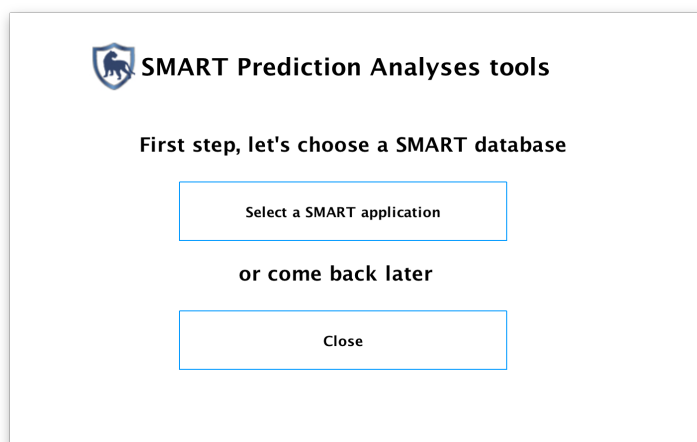 SMART Prediction Analyses tools
First step, let's choose a SMART database
Select a SMART application
or come back later
Close